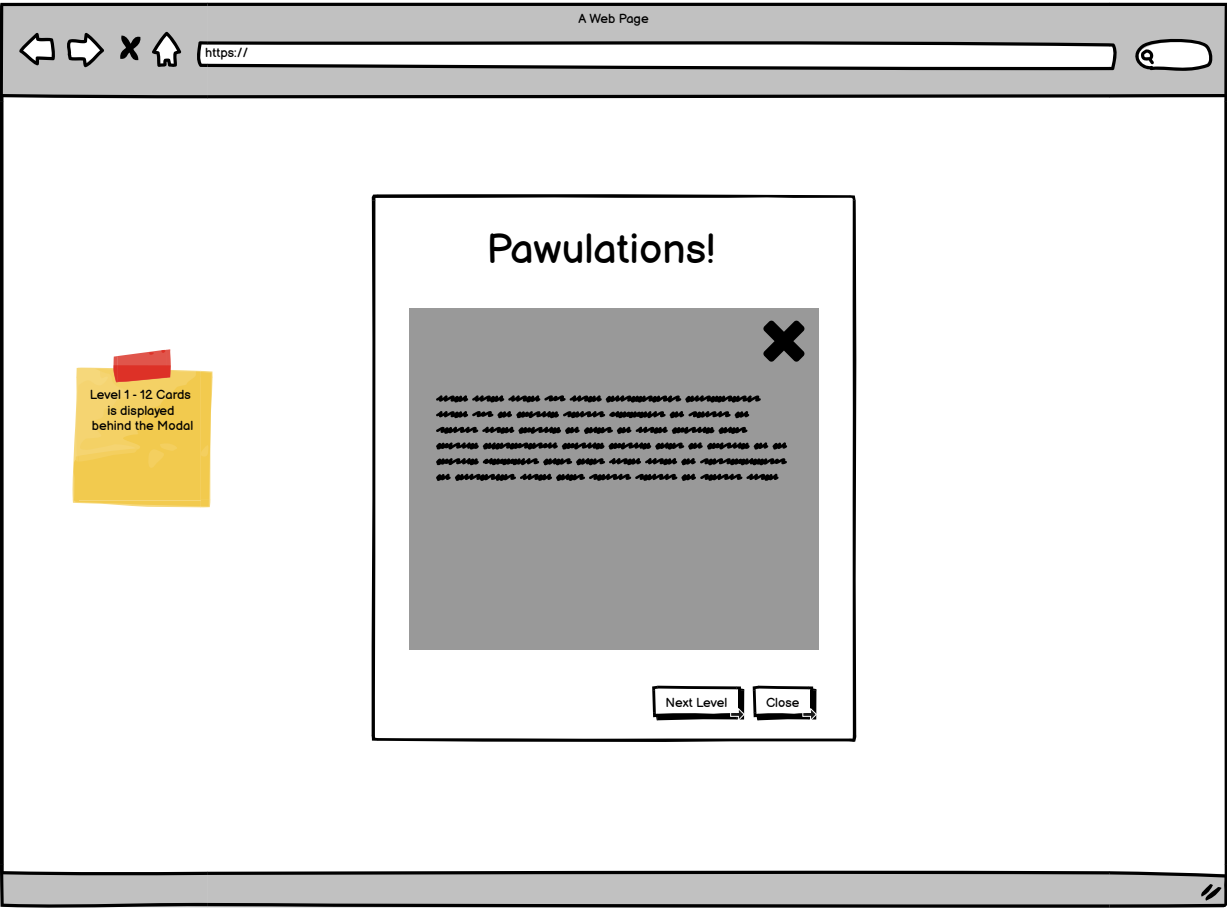 A Web Page
https://
Pawulations!
Level 1 - 12 Cards
is displayed
behind the Modal
Next Level
Close